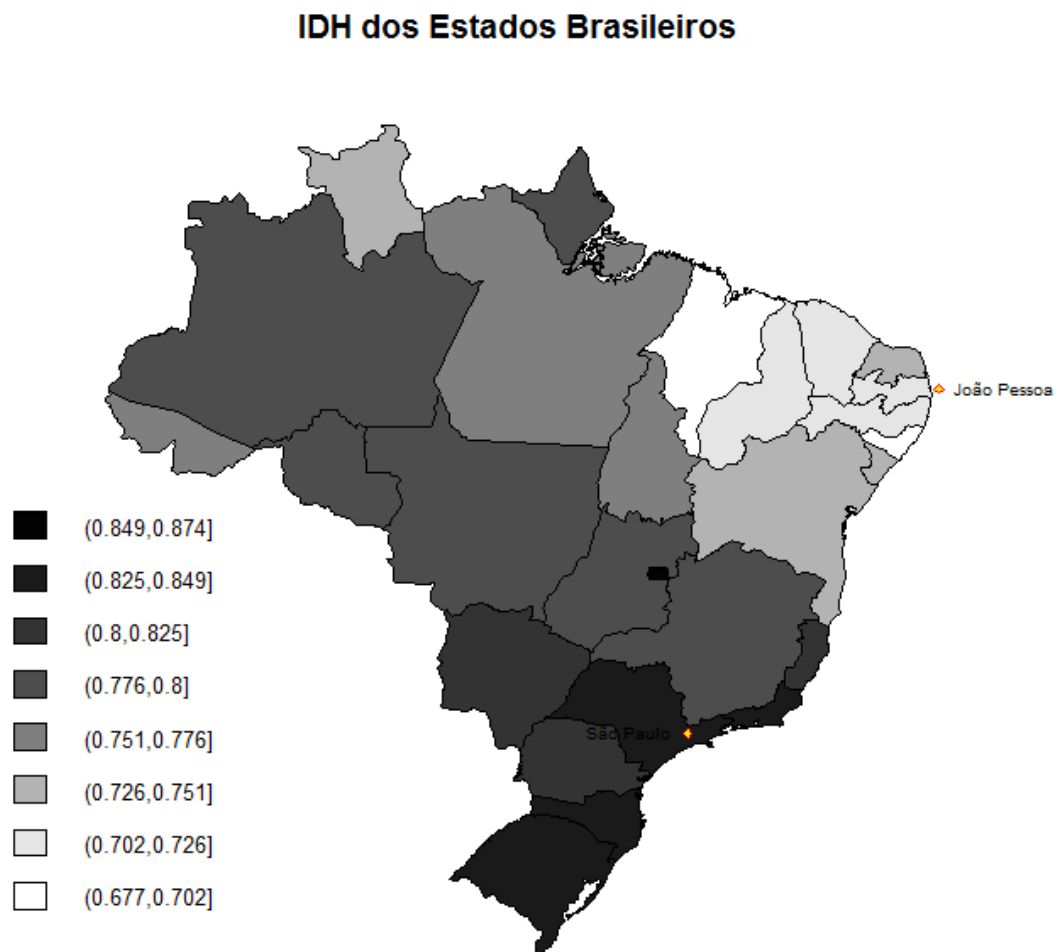 IDH dos Estados Brasileiros
João Pessoa
(0.849,0.874]
(0.825,0.849]
(0.8,0.825]
(0.776,0.8]
(0.751,0.776]
(0.726,0.751]
(0.702,0.726]
(0.677,0.702]
São Paulo